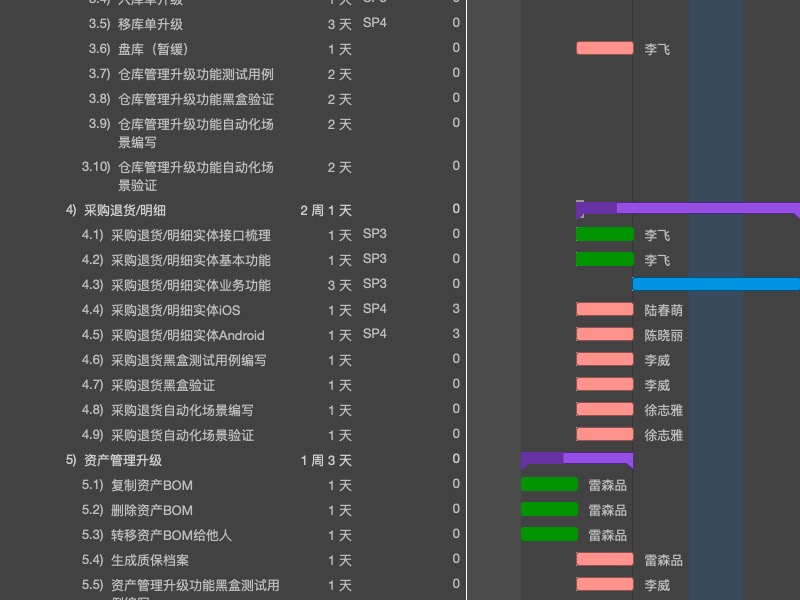 3.4) 入库单升级 1 天 SP3 0
3.5) 移库单升级 3 天 SP4 0
3.6) 盘库（暂缓） 1 天 0 李飞
3.7) 仓库管理升级功能测试用例 2 天 0
3.8) 仓库管理升级功能黑盒验证 2 天 0
3.9) 仓库管理升级功能自动化场 2 天 0
景编写
3.10) 仓库管理升级功能自动化场 2 天 0
景验证
4) 采购退货/明细 2 周 1 天 0
4.1) 采购退货/明细实体接口梳理 1 天 SP3 0 李飞
4.2) 采购退货/明细实体基本功能 1 天 SP3 0 李飞
4.3) 采购退货/明细实体业务功能 3 天 SP3 0
4.4) 采购退货/明细实体iOS 1 天 SP4 3 陆春萌
4.5) 采购退货/明细实体Android 1 天 SP4 3 陈晓丽
4.6) 采购退货黑盒测试用例编写 1 天 0 李威
4.7) 采购退货黑盒验证 1 天 0 李威
4.8) 采购退货自动化场景编写 1 天 0 徐志雅
4.9) 采购退货自动化场景验证 1 天 0 徐志雅
5) 资产管理升级 1 周 3 天 0
5.1) 复制资产BOM 1 天 0 雷森品
5.2) 删除资产BOM 1 天 0 雷森品
5.3) 转移资产BOM给他人 1 天 0 雷森品
5.4) 生成质保档案 1 天 0 雷森品
5.5) 资产管理升级功能黑盒测试用 1 天 0 李威
例编写